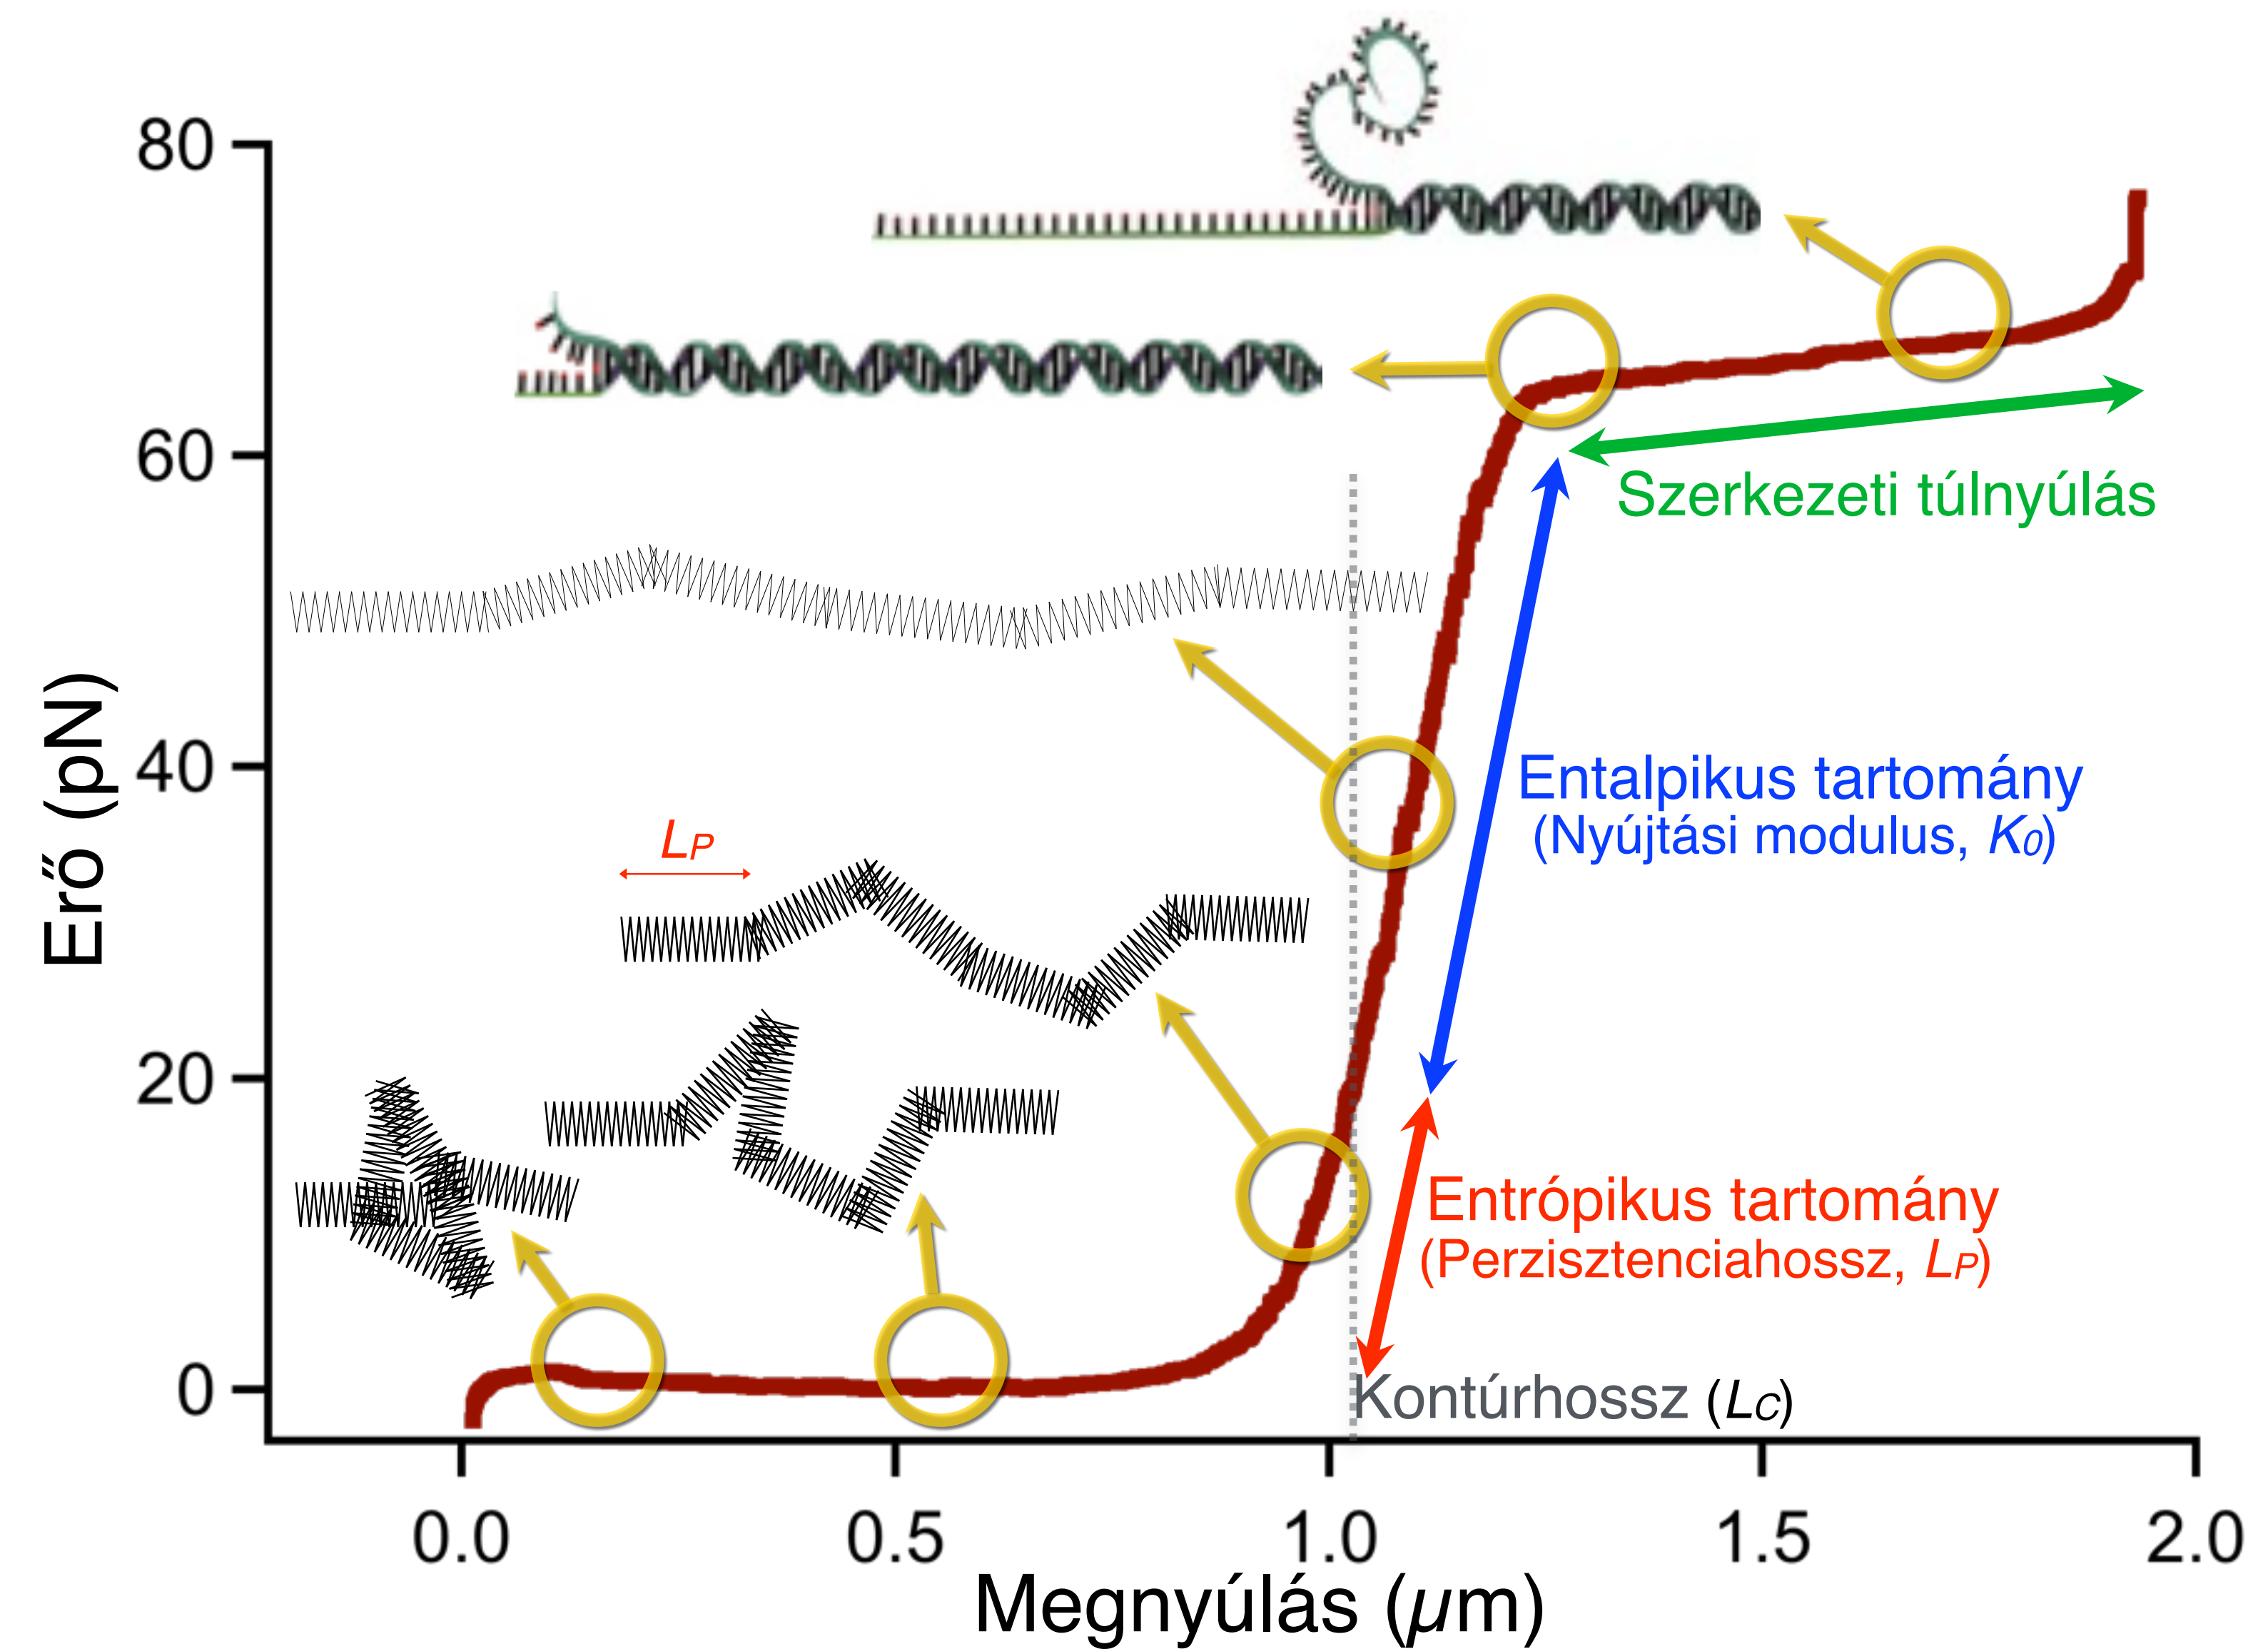 80
60
40
20
0
Erő (pN)
Szerkezeti túlnyúlás
Entalpikus tartomány
(Nyújtási modulus, K0)
LP
Entrópikus tartomány
(Perzisztenciahossz, LP)
Kontúrhossz (LC)
0.0
0.5
1.0
1.5
2.0
Megnyúlás (μm)